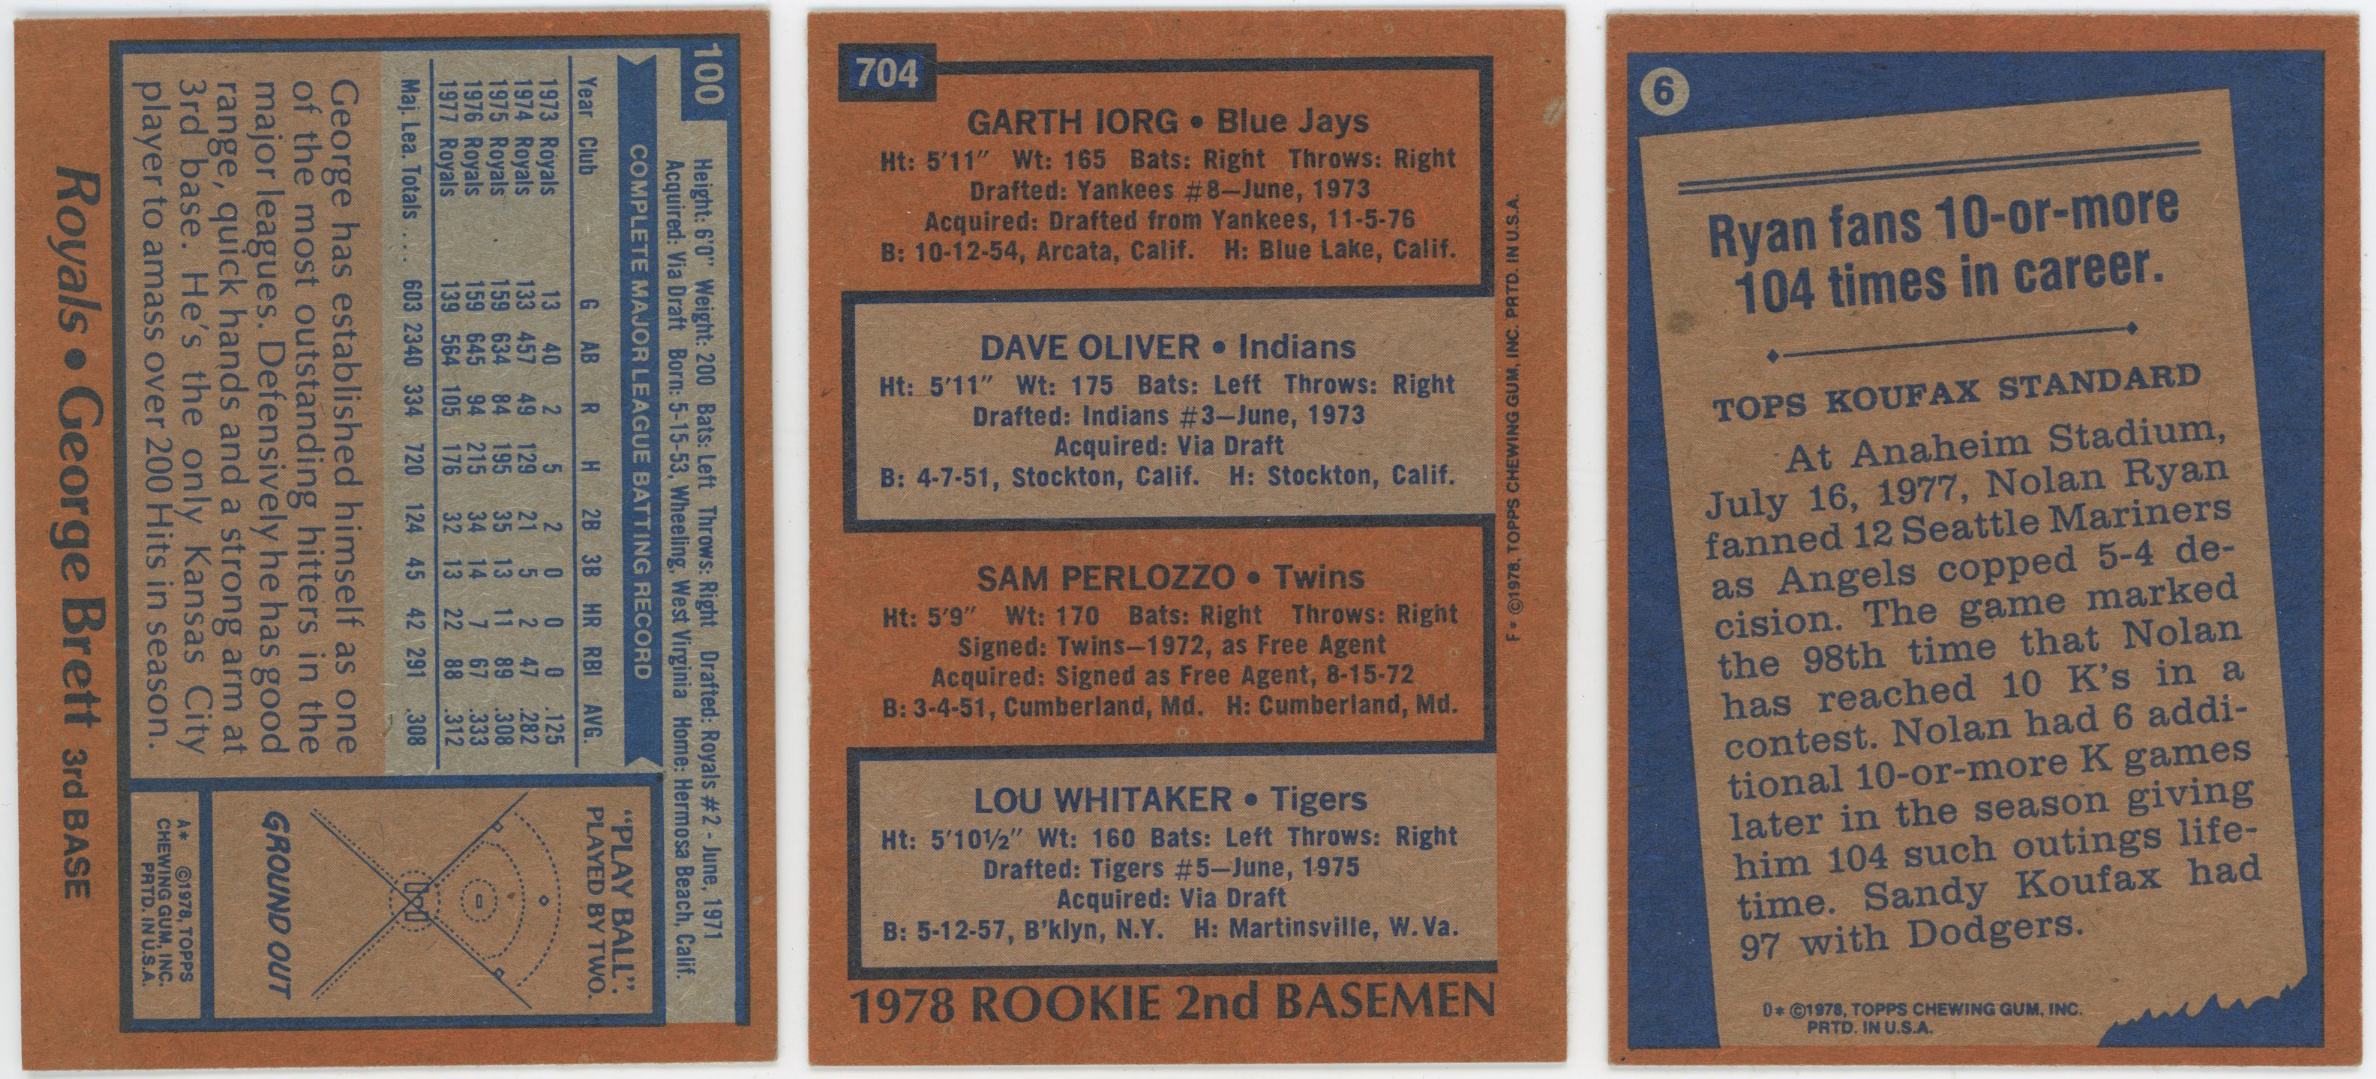 100
Height: 6'0" Weight: 200 Bats: Left Throws: Right Drafted: Royals #2 - June, 1971
Acquired: Via Draft Born: 5-15-53, Wheeling, West Virginia Home: Hermosa Beach, Calif.
COMPLETE MAJOR LEAGUE BATTING RECORD
Year Club G AB R H 2B 3B HR RBI AVG.
1973 Royals 13 40 2 5 2 0 0 0 .125
1974 Royals 133 457 49 129 21 5 2 47 .282
1975 Royals 159 634 84 195 35 13 11 89 .308
1976 Royals 159 645 94 215 34 14 7 67 .333
1977 Royals 139 564 105 176 32 13 22 88 .312
Maj. Lea. Totals ... 603 2340 334 720 124 45 42 291 .308
George has established himself as one
of the most outstanding hitters in the
major leagues. Defensively he has good
range, quick hands and a strong arm at
3rd base. He's the only Kansas City
player to amass over 200 Hits in season.
"PLAY BALL":
PLAYED BY TWO.
GROUND OUT
A* ©1978, TOPPS
CHEWING GUM, INC.
PRTD. IN U.S.A.
Royals • George Brett 3rd BASE
704
GARTH IORG • Blue Jays
Ht: 5'11" Wt: 165 Bats: Right Throws: Right
Drafted: Yankees #8—June, 1973
Acquired: Drafted from Yankees, 11-5-76
B: 10-12-54, Arcata, Calif. H: Blue Lake, Calif.
DAVE OLIVER • Indians
Ht: 5'11" Wt: 175 Bats: Left Throws: Right
Drafted: Indians #3—June, 1973
Acquired: Via Draft
B: 4-7-51, Stockton, Calif. H: Stockton, Calif.
SAM PERLOZZO • Twins
Ht: 5'9" Wt: 170 Bats: Right Throws: Right
Signed: Twins—1972, as Free Agent
Acquired: Signed as Free Agent, 8-15-72
B: 3-4-51, Cumberland, Md. H: Cumberland, Md.
LOU WHITAKER • Tigers
Ht: 5'10½" Wt: 160 Bats: Left Throws: Right
Drafted: Tigers #5—June, 1975
Acquired: Via Draft
B: 5-12-57, B'klyn, N.Y. H: Martinsville, W. Va.
1978 ROOKIE 2nd BASEMEN
F* ©1978, TOPPS CHEWING GUM, INC. PRTD. IN U.S.A.
6
Ryan fans 10-or-more
104 times in career.
TOPS KOUFAX STANDARD
At Anaheim Stadium,
July 16, 1977, Nolan Ryan
fanned 12 Seattle Mariners
as Angels copped 5-4 de-
cision. The game marked
the 98th time that Nolan
has reached 10 K's in a
contest. Nolan had 6 addi-
tional 10-or-more K games
later in the season giving
him 104 such outings life-
time. Sandy Koufax had
97 with Dodgers.
D* ©1978, TOPPS CHEWING GUM, INC.
PRTD. IN U.S.A.